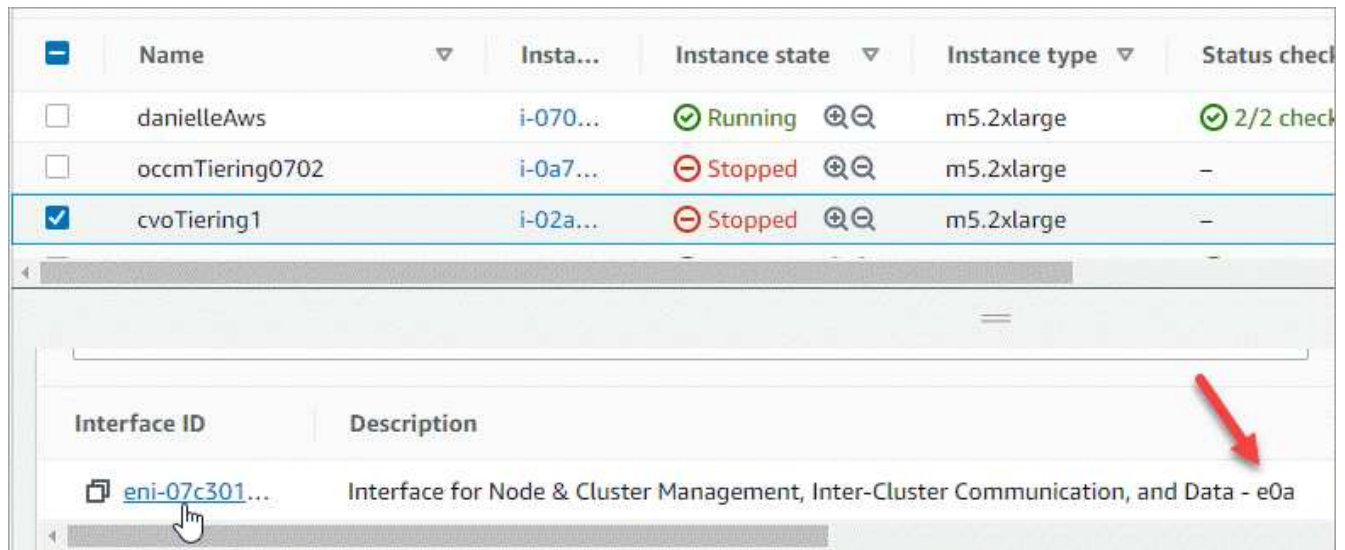 Name Insta... Instance state Instance type Status check
danielleAws i-070... Running m5.2xlarge 2/2 check
occmTiering0702 i-0a7... Stopped m5.2xlarge –
cvoTiering1 i-02a... Stopped m5.2xlarge –
Interface ID Description
eni-07c301... Interface for Node & Cluster Management, Inter-Cluster Communication, and Data - e0a